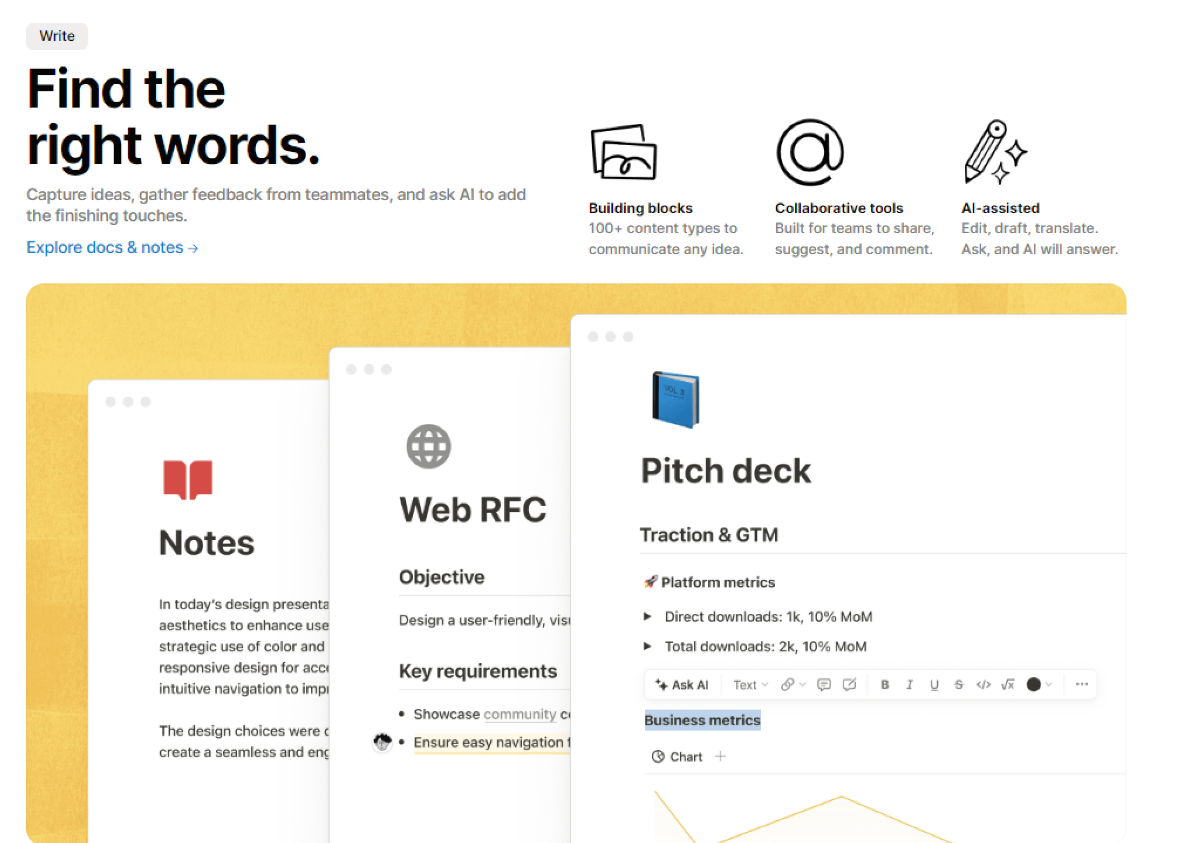 Write
Find the
right words.
Capture ideas, gather feedback from teammates, and ask AI to add
the finishing touches.
Explore docs & notes →
Building blocks
100+ content types to
communicate any idea.
Collaborative tools
Built for teams to share,
suggest, and comment.
AI-assisted
Edit, draft, translate.
Ask, and AI will answer.
Notes
In today's design presenta
aesthetics to enhance use
strategic use of color and
responsive design for acce
intuitive navigation to impr
The design choices were
create a seamless and eng
Web RFC
Objective
Design a user-friendly, visu
Key requirements
• Showcase community co
• Ensure easy navigation
VOL. 3
Pitch deck
Traction & GTM
🚀 Platform metrics
▶ Direct downloads: 1k, 10% MoM
▶ Total downloads: 2k, 10% MoM
Ask AI Text B I U S </> √x ...
Business metrics
Chart +